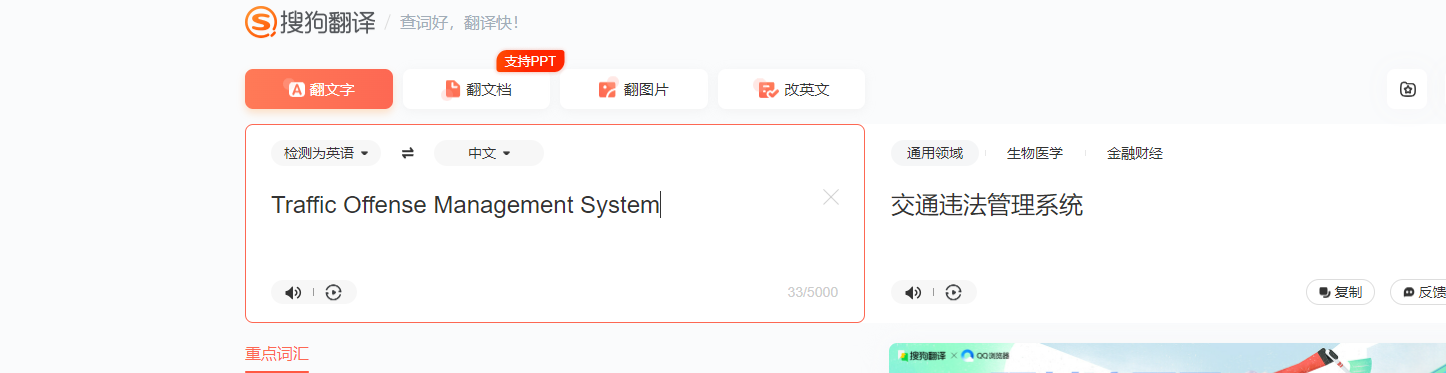 搜狗翻译 / 查词好，翻译快！
支持PPT
翻文字 翻文档 翻图片 改英文
检测为英语 中文 通用领域 生物医学 金融财经
Traffic Offense Management System 交通违法管理系统
33/5000 复制 反馈
重点词汇
搜狗翻译 × QQ浏览器